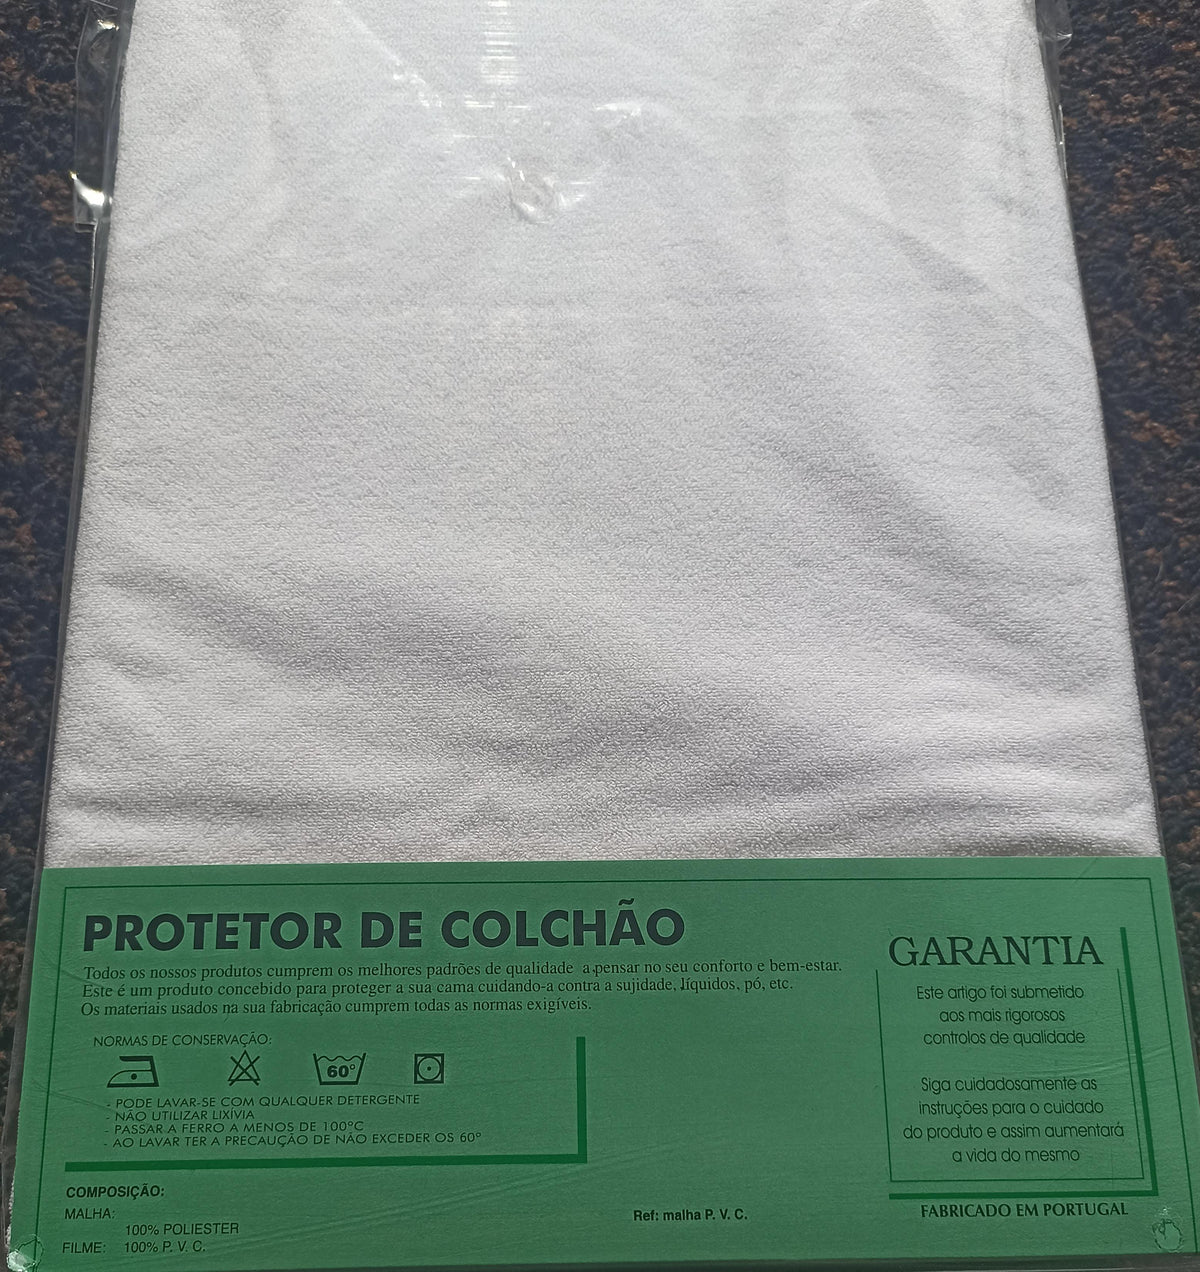 PROTETOR DE COLCHÃO
Todos os nossos produtos cumprem os melhores padrões de qualidade a pensar no seu conforto e bem-estar.
Este é um produto concebido para proteger a sua cama cuidando-a contra a sujidade, líquidos, pó, etc.
Os materiais usados na sua fabricação cumprem todas as normas exigíveis.
NORMAS DE CONSERVAÇÃO:
60°
- PODE LAVAR-SE COM QUALQUER DETERGENTE
- NÃO UTILIZAR LIXÍVIA
- PASSAR A FERRO A MENOS DE 100°C
- AO LAVAR TER A PRECAUÇÃO DE NÃO EXCEDER OS 60°
COMPOSIÇÃO:
MALHA:
100% POLIESTER
FILME: 100% P. V. C.
Ref: malha P. V. C.
GARANTIA
Este artigo foi submetido
aos mais rigorosos
controlos de qualidade
Siga cuidadosamente as
instruções para o cuidado
do produto e assim aumentará
a vida do mesmo
FABRICADO EM PORTUGAL